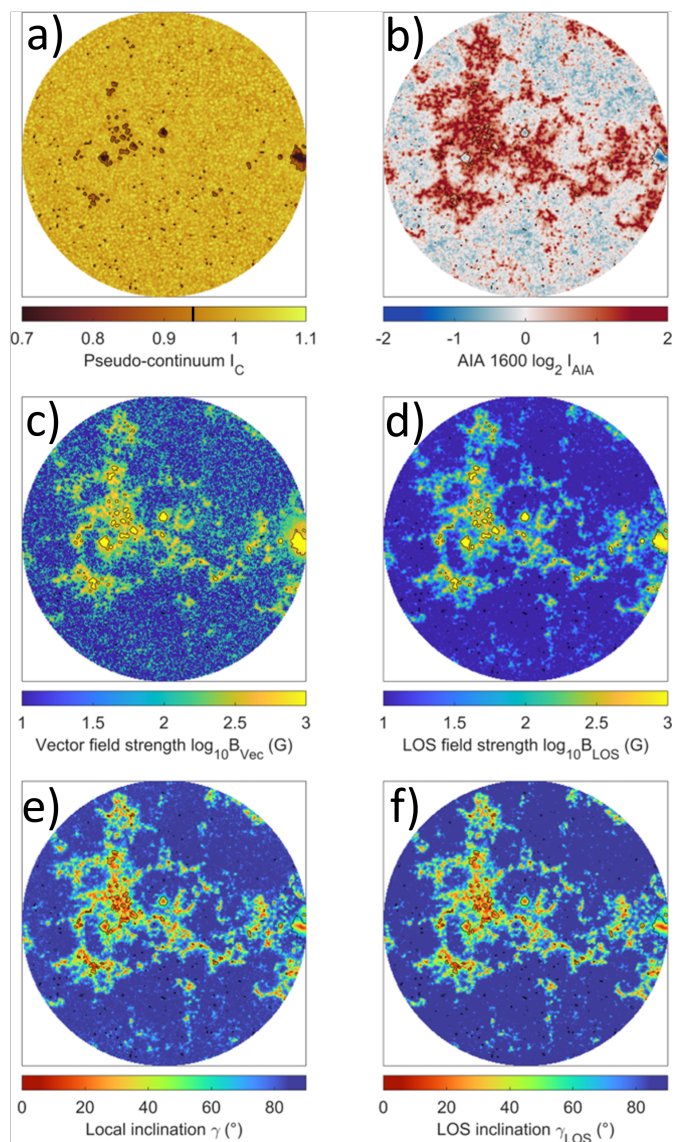 a) b)
0.7 0.8 0.9 1 1.1 -2 -1 0 1 2
Pseudo-continuum I_C AIA 1600 log_2 I_AIA
c) d)
1 1.5 2 2.5 3 1 1.5 2 2.5 3
Vector field strength log_10 B_Vec (G) LOS field strength log_10 B_LOS (G)
e) f)
0 20 40 60 80 0 20 40 60 80
Local inclination γ (°) LOS inclination γ_LOS (°)